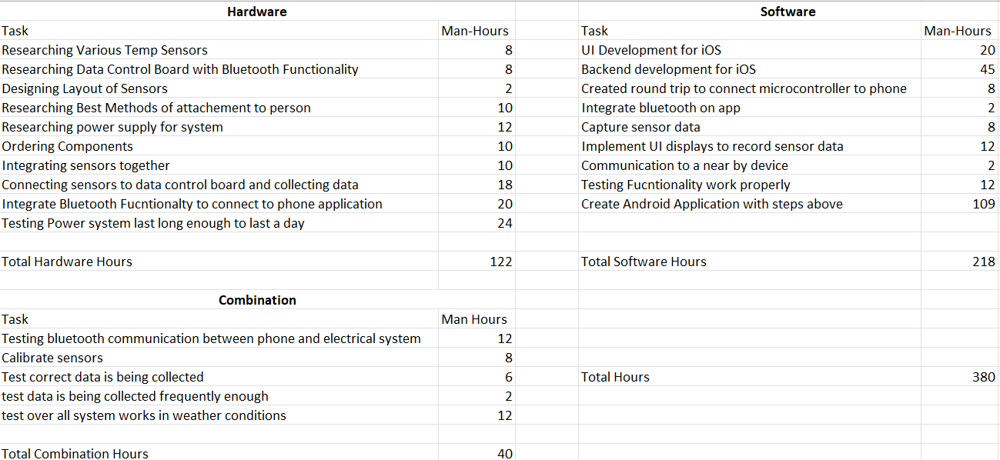 Hardware
Task Man-Hours
Researching Various Temp Sensors 8
Researching Data Control Board with Bluetooth Functionality 8
Designing Layout of Sensors 2
Researching Best Methods of attachement to person 10
Researching power supply for system 12
Ordering Components 10
Integrating sensors together 10
Connecting sensors to data control board and collecting data 18
Integrate Bluetooth Fucntionalty to connect to phone application 20
Testing Power system last long enough to last a day 24
Total Hardware Hours 122
Software
Task Man-Hours
UI Development for iOS 20
Backend development for iOS 45
Created round trip to connect microcontroller to phone 8
Integrate bluetooth on app 2
Capture sensor data 8
Implement UI displays to record sensor data 12
Communication to a near by device 2
Testing Fucntionality work properly 12
Create Android Application with steps above 109
Total Software Hours 218
Combination
Task Man Hours
Testing bluetooth communication between phone and electrical system 12
Calibrate sensors 8
Test correct data is being collected 6
test data is being collected frequently enough 2
test over all system works in weather conditions 12
Total Combination Hours 40
Total Hours 380